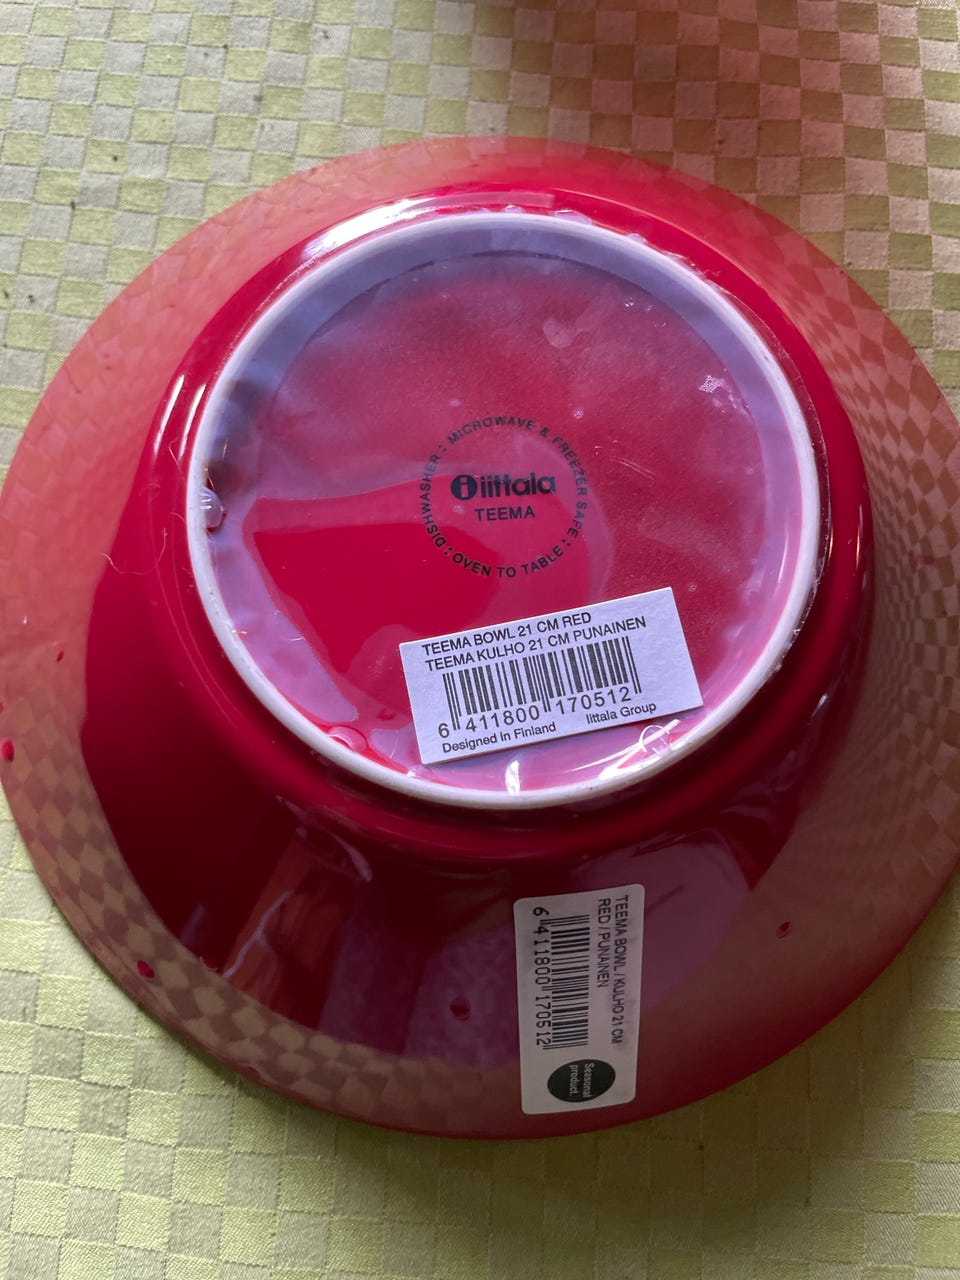 DISHWASHER : MICROWAVE & FREEZER SAFE : OVEN TO TABLE :
iittala
TEEMA
TEEMA BOWL 21 CM RED
TEEMA KULHO 21 CM PUNAINEN
6 411800 170512
Designed in Finland Iittala Group
TEEMA BOWL / KULHO 21 CM
RED / PUNAINEN
6 411800 170512
Seasonal
product.